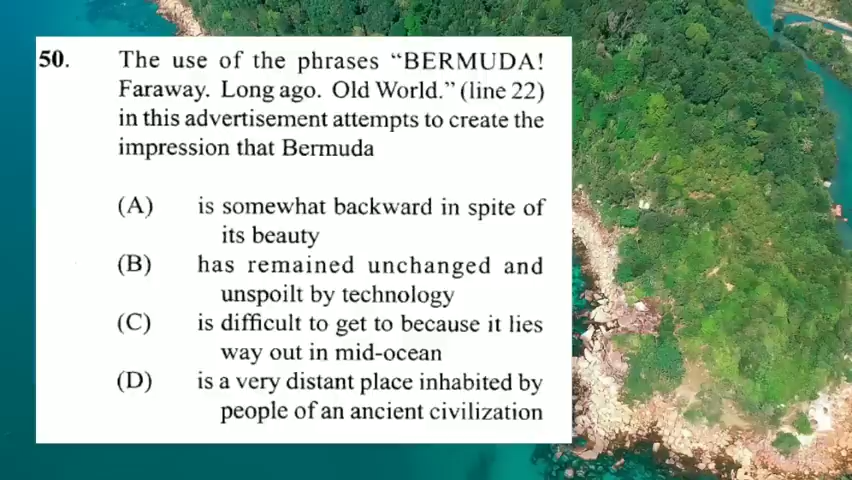 50. The use of the phrases “BERMUDA!
Faraway. Long ago. Old World.” (line 22)
in this advertisement attempts to create the
impression that Bermuda
(A) is somewhat backward in spite of
its beauty
(B) has remained unchanged and
unspoilt by technology
(C) is difficult to get to because it lies
way out in mid-ocean
(D) is a very distant place inhabited by
people of an ancient civilization